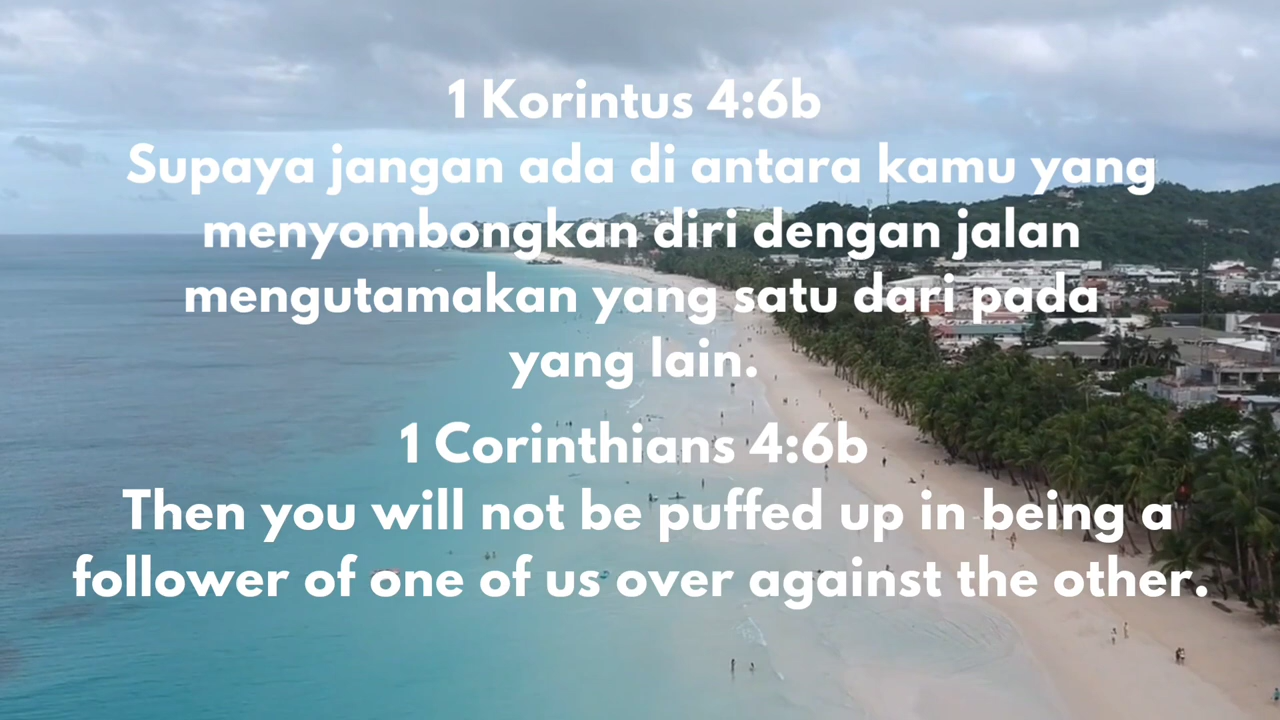 1 Korintus 4:6b
Supaya jangan ada di antara kamu yang
menyombongkan diri dengan jalan
mengutamakan yang satu dari pada
yang lain.
1 Corinthians 4:6b
Then you will not be puffed up in being a
follower of one of us over against the other.